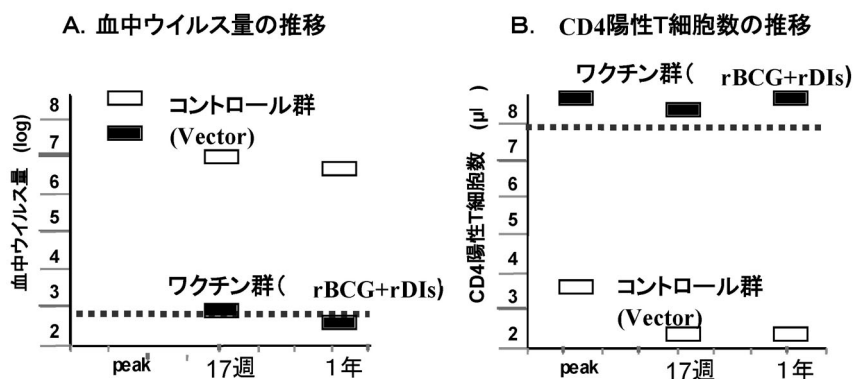 A. 血中ウイルス量の推移
血中ウイルス量 (log)
8
7
6
5
4
3
2
コントロール群
(Vector)
ワクチン群( rBCG+rDIs)
peak 17週 1年
B. CD4陽性T細胞数の推移
CD4陽性T細胞数 (μl)
8
7
6
5
4
3
2
ワクチン群( rBCG+rDIs)
コントロール群
(Vector)
peak 17週 1年